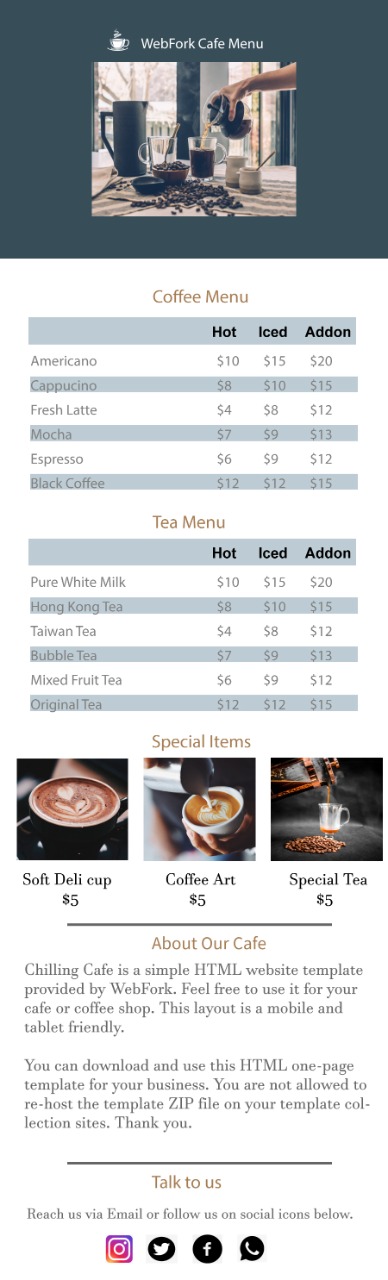 WebFork Cafe Menu
Coffee Menu
Hot Iced Addon
Americano $10 $15 $20
Cappucino $8 $10 $15
Fresh Latte $4 $8 $12
Mocha $7 $9 $13
Espresso $6 $9 $12
Black Coffee $12 $12 $15
Tea Menu
Hot Iced Addon
Pure White Milk $10 $15 $20
Hong Kong Tea $8 $10 $15
Taiwan Tea $4 $8 $12
Bubble Tea $7 $9 $13
Mixed Fruit Tea $6 $9 $12
Original Tea $12 $12 $15
Special Items
Soft Deli cup Coffee Art Special Tea
$5 $5 $5
About Our Cafe
Chilling Cafe is a simple HTML website template
provided by WebFork. Feel free to use it for your
cafe or coffee shop. This layout is a mobile and
tablet friendly.
You can download and use this HTML one-page
template for your business. You are not allowed to
re-host the template ZIP file on your template col-
lection sites. Thank you.
Talk to us
Reach us via Email or follow us on social icons below.